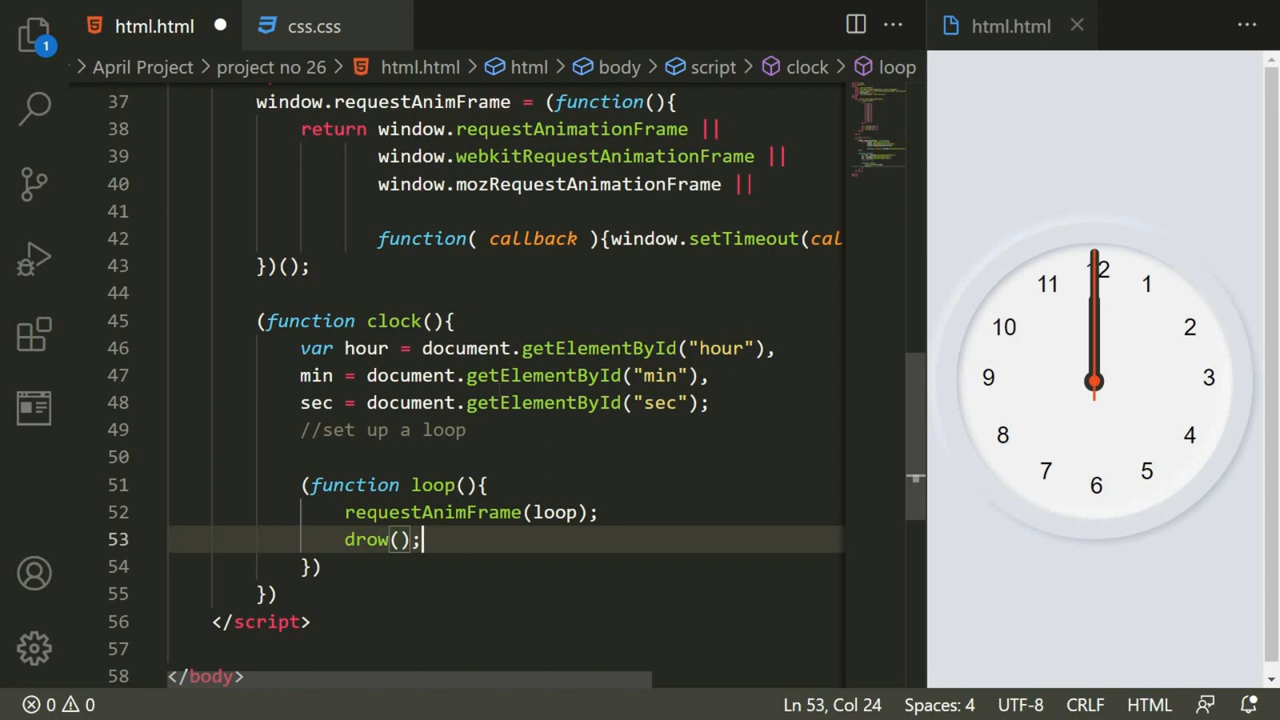 html.html
css.css
html.html
1
April Project > project no 26 > html.html > html > body > script > clock > loop
37 window.requestAnimFrame = (function(){
38 return window.requestAnimationFrame ||
39 window.webkitRequestAnimationFrame ||
40 window.mozRequestAnimationFrame ||
41
42 function( callback ){window.setTimeout(cal
43 })();
44
45 (function clock(){
46 var hour = document.getElementById("hour"),
47 min = document.getElementById("min"),
48 sec = document.getElementById("sec");
49 //set up a loop
50
51 (function loop(){
52 requestAnimFrame(loop);
53 drow();
54 })
55 })
56 </script>
57
58 </body>
12
11
1
10
2
9
3
8
4
7
5
6
0 0 Ln 53, Col 24 Spaces: 4 UTF-8 CRLF HTML